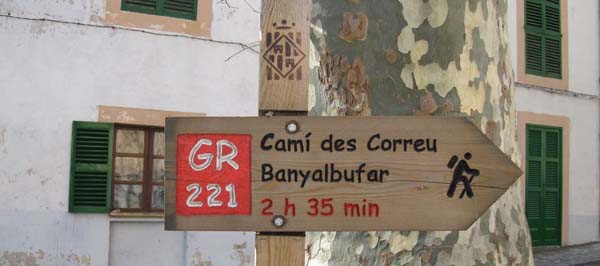 GR
221
Camí des Correu
Banyalbufar
2 h 35 min